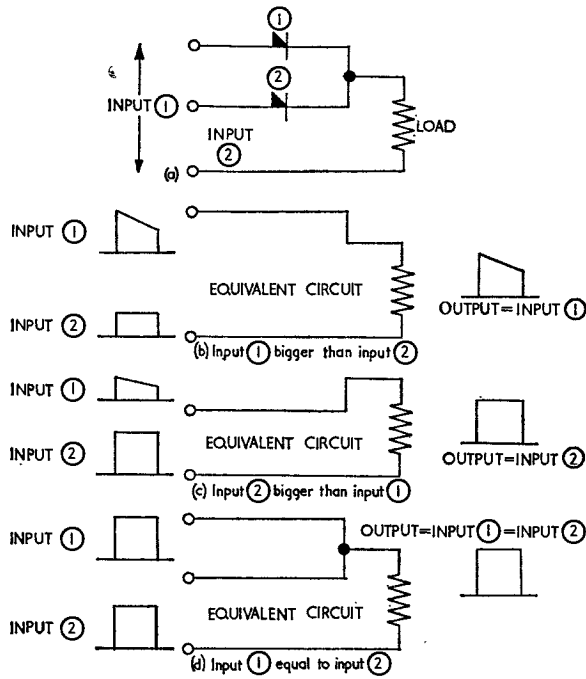 ①
②
INPUT ①
INPUT
②
LOAD
(a)
INPUT ①
EQUIVALENT CIRCUIT
OUTPUT=INPUT ①
INPUT ②
(b) Input ① bigger than input ②
INPUT ①
EQUIVALENT CIRCUIT
INPUT ②
OUTPUT=INPUT ②
(c) Input ② bigger than input ①
OUTPUT=INPUT ①=INPUT ②
INPUT ①
EQUIVALENT CIRCUIT
INPUT ②
(d) Input ① equal to input ②